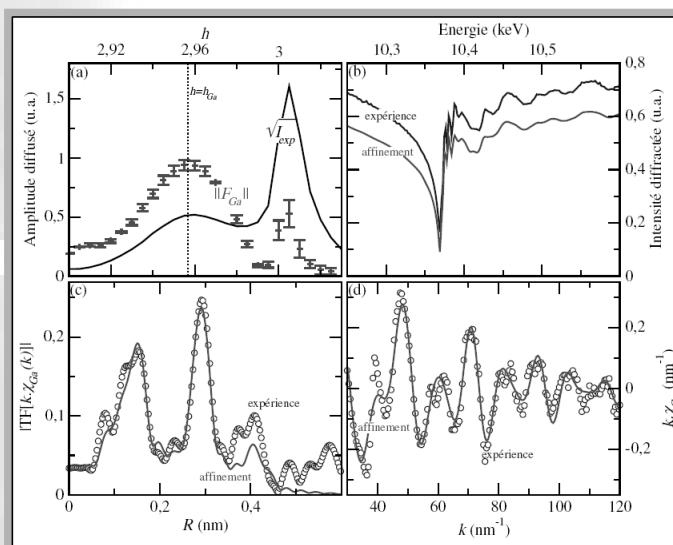 h
2,92 2,96 3
Energie (keV)
10,3 10,4 10,5
(a)
h=h_Ga
√I_exp
||F_Ga||
Amplitude diffusé (u.a.)
1,5
1
0,5
0
(b)
expérience
affinement
0,8
0,6
0,4
0,2
0
Intensité diffractée (u.a.)
(c)
|TF[k.χ_Ga(k)]|
0,2
0,1
0
expérience
affinement
0 0,2 0,4
R (nm)
(d)
affinement
expérience
0,2
0
-0,2
(nm⁻¹)
40 60 80 100 120
k (nm⁻¹)